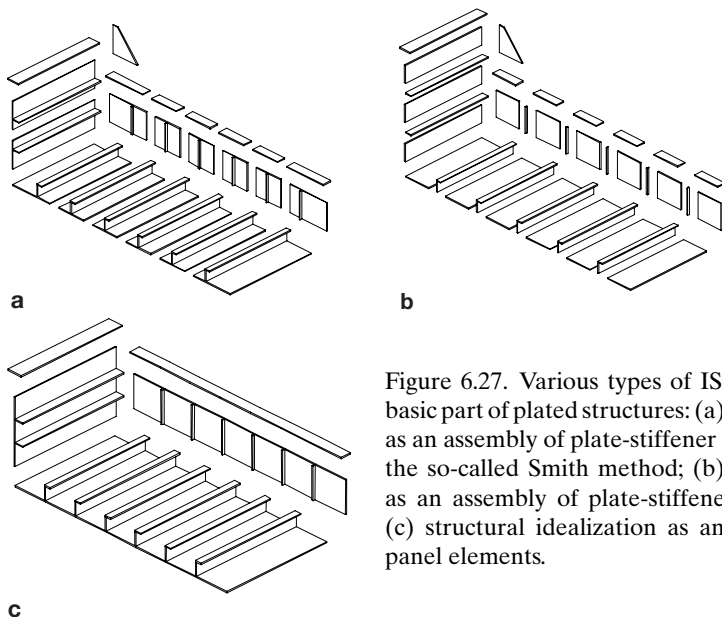 a
b
Figure 6.27. Various types of IS
basic part of plated structures: (a)
as an assembly of plate-stiffener
the so-called Smith method; (b)
as an assembly of plate-stiffene
(c) structural idealization as an
panel elements.
c